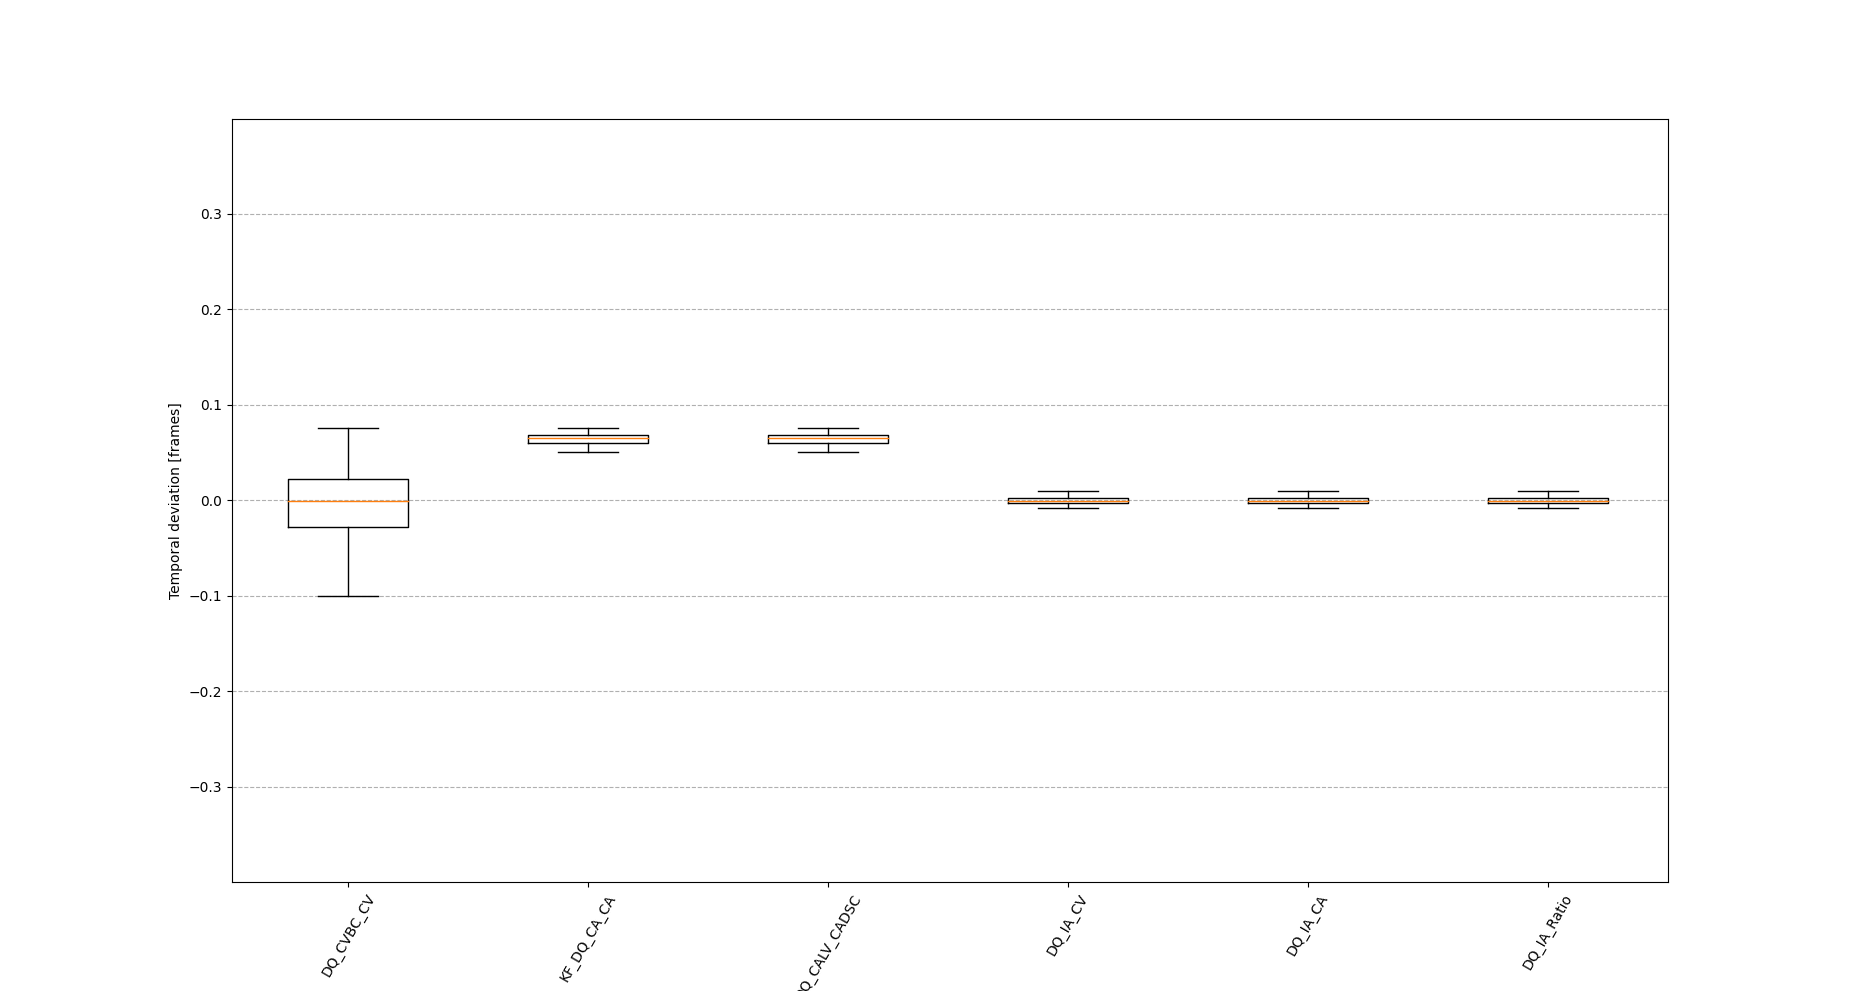 0.3
0.2
0.1
0.0
−0.1
−0.2
−0.3
Temporal deviation [frames]
DQ_CVBC_CV
KF_DQ_CA_CA
Q_CALV_CADSC
DQ_IA_CV
DQ_IA_CA
DQ_IA_Ratio